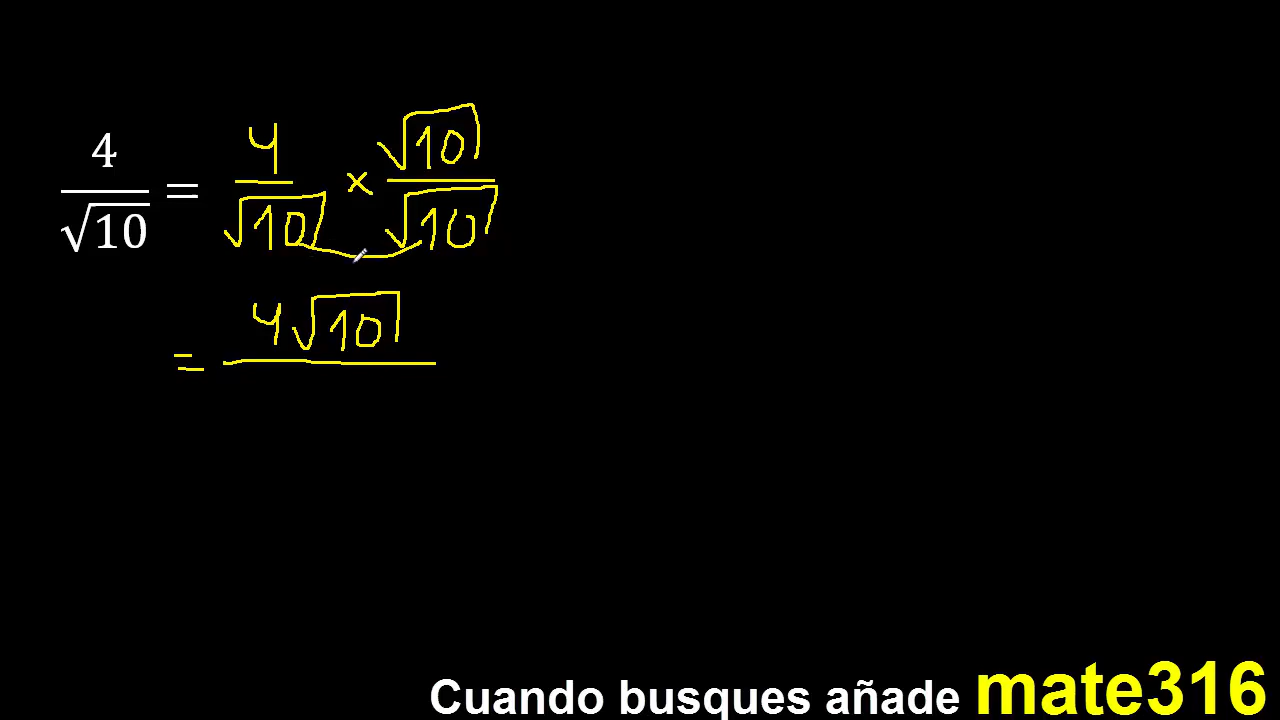 4/√10 = 4/√10 × √10/√10
= 4√10
Cuando busques añade mate316